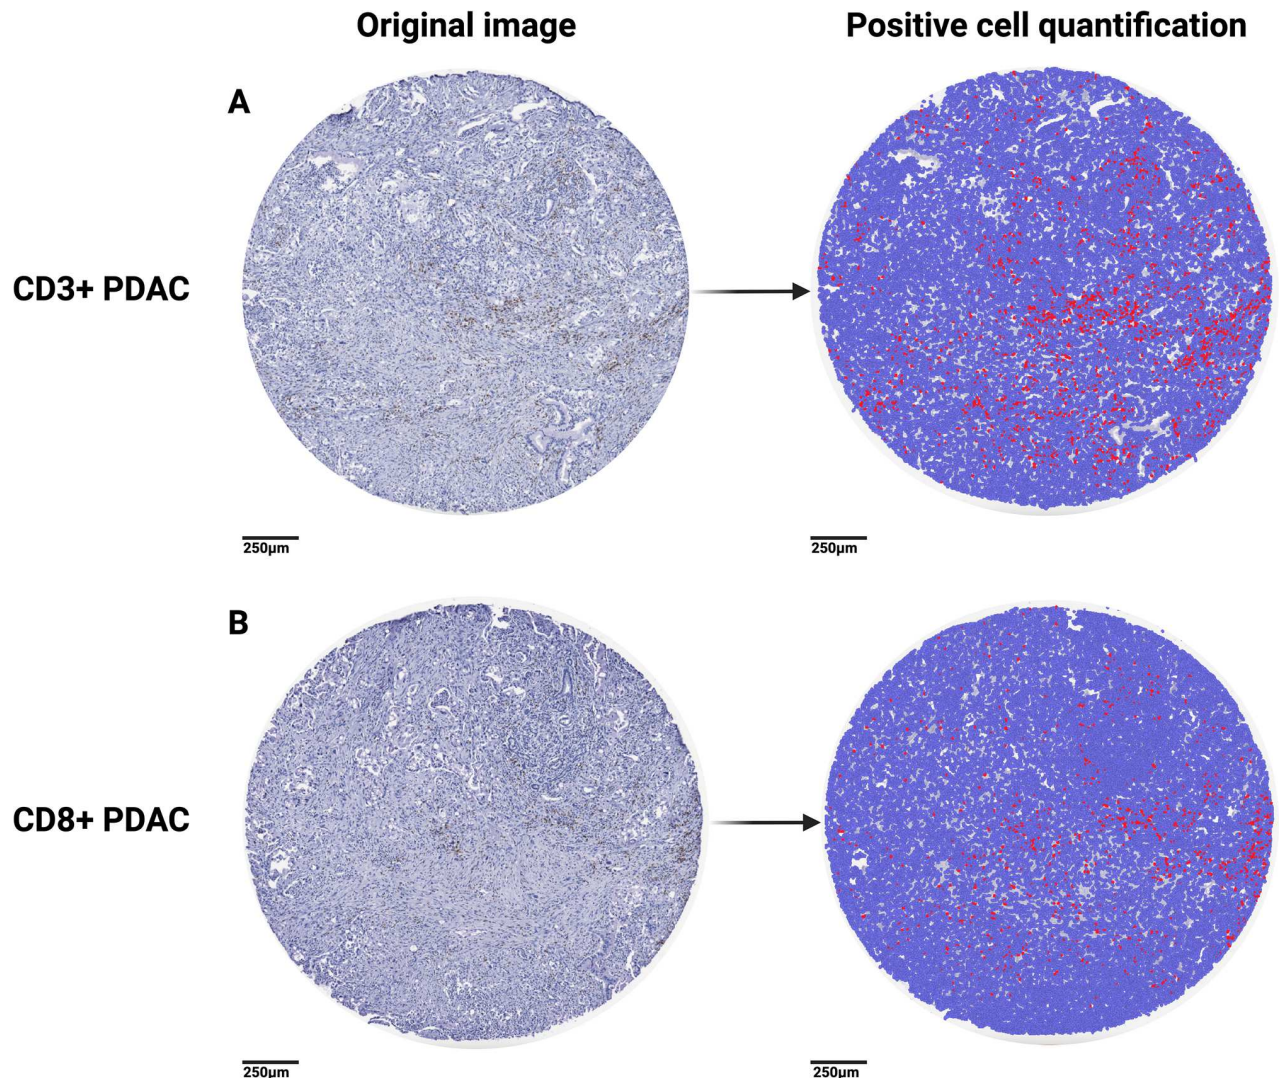 Original image
Positive cell quantification
A
CD3+ PDAC
250µm
250µm
B
CD8+ PDAC
250µm
250µm